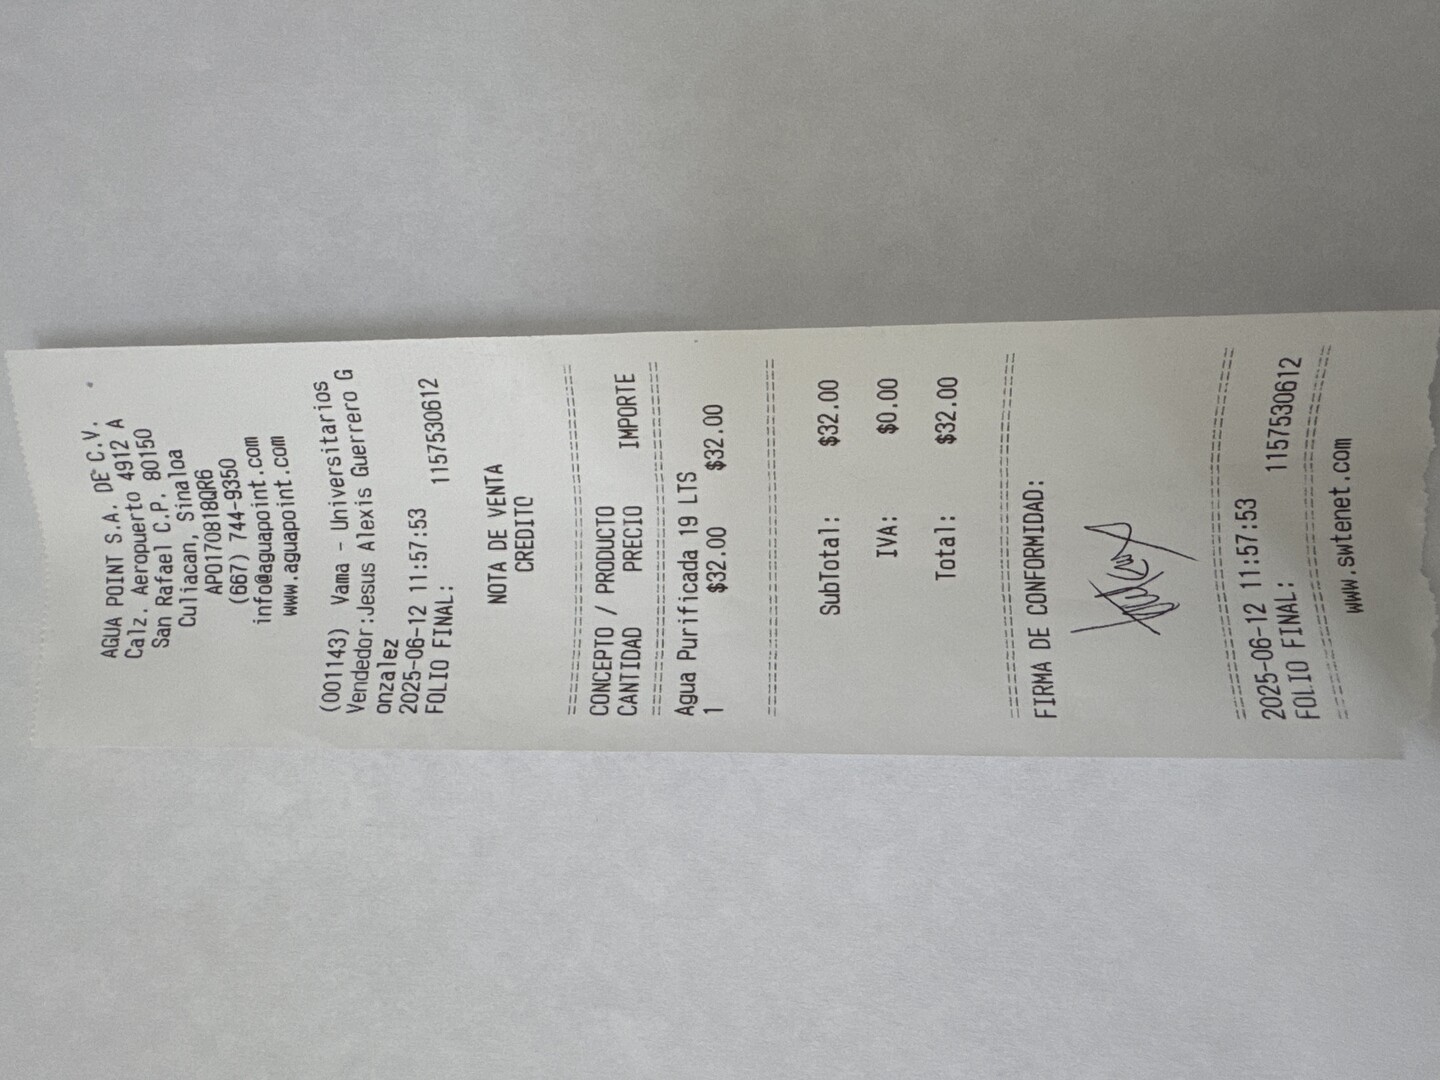 AGUA POINT S.A. DE C.V.
Calz. Aeropuerto 4912 A
San Rafael C.P. 80150
Culiacan, Sinaloa
APO170818QR6
(667) 744-9350
info@aguapoint.com
www.aguapoint.com
(001143) Vama - Universitarios
Vendedor:Jesus Alexis Guerrero G
onzalez
2025-06-12 11:57:53
FOLIO FINAL: 1157530612
NOTA DE VENTA
CREDITO
================================
CONCEPTO / PRODUCTO
CANTIDAD PRECIO IMPORTE
================================
Agua Purificada 19 LTS
1 $32.00 $32.00
================================
SubTotal: $32.00
IVA: $0.00
Total: $32.00
================================
FIRMA DE CONFORMIDAD:
================================
2025-06-12 11:57:53
FOLIO FINAL: 1157530612
================================
www.swtenet.com